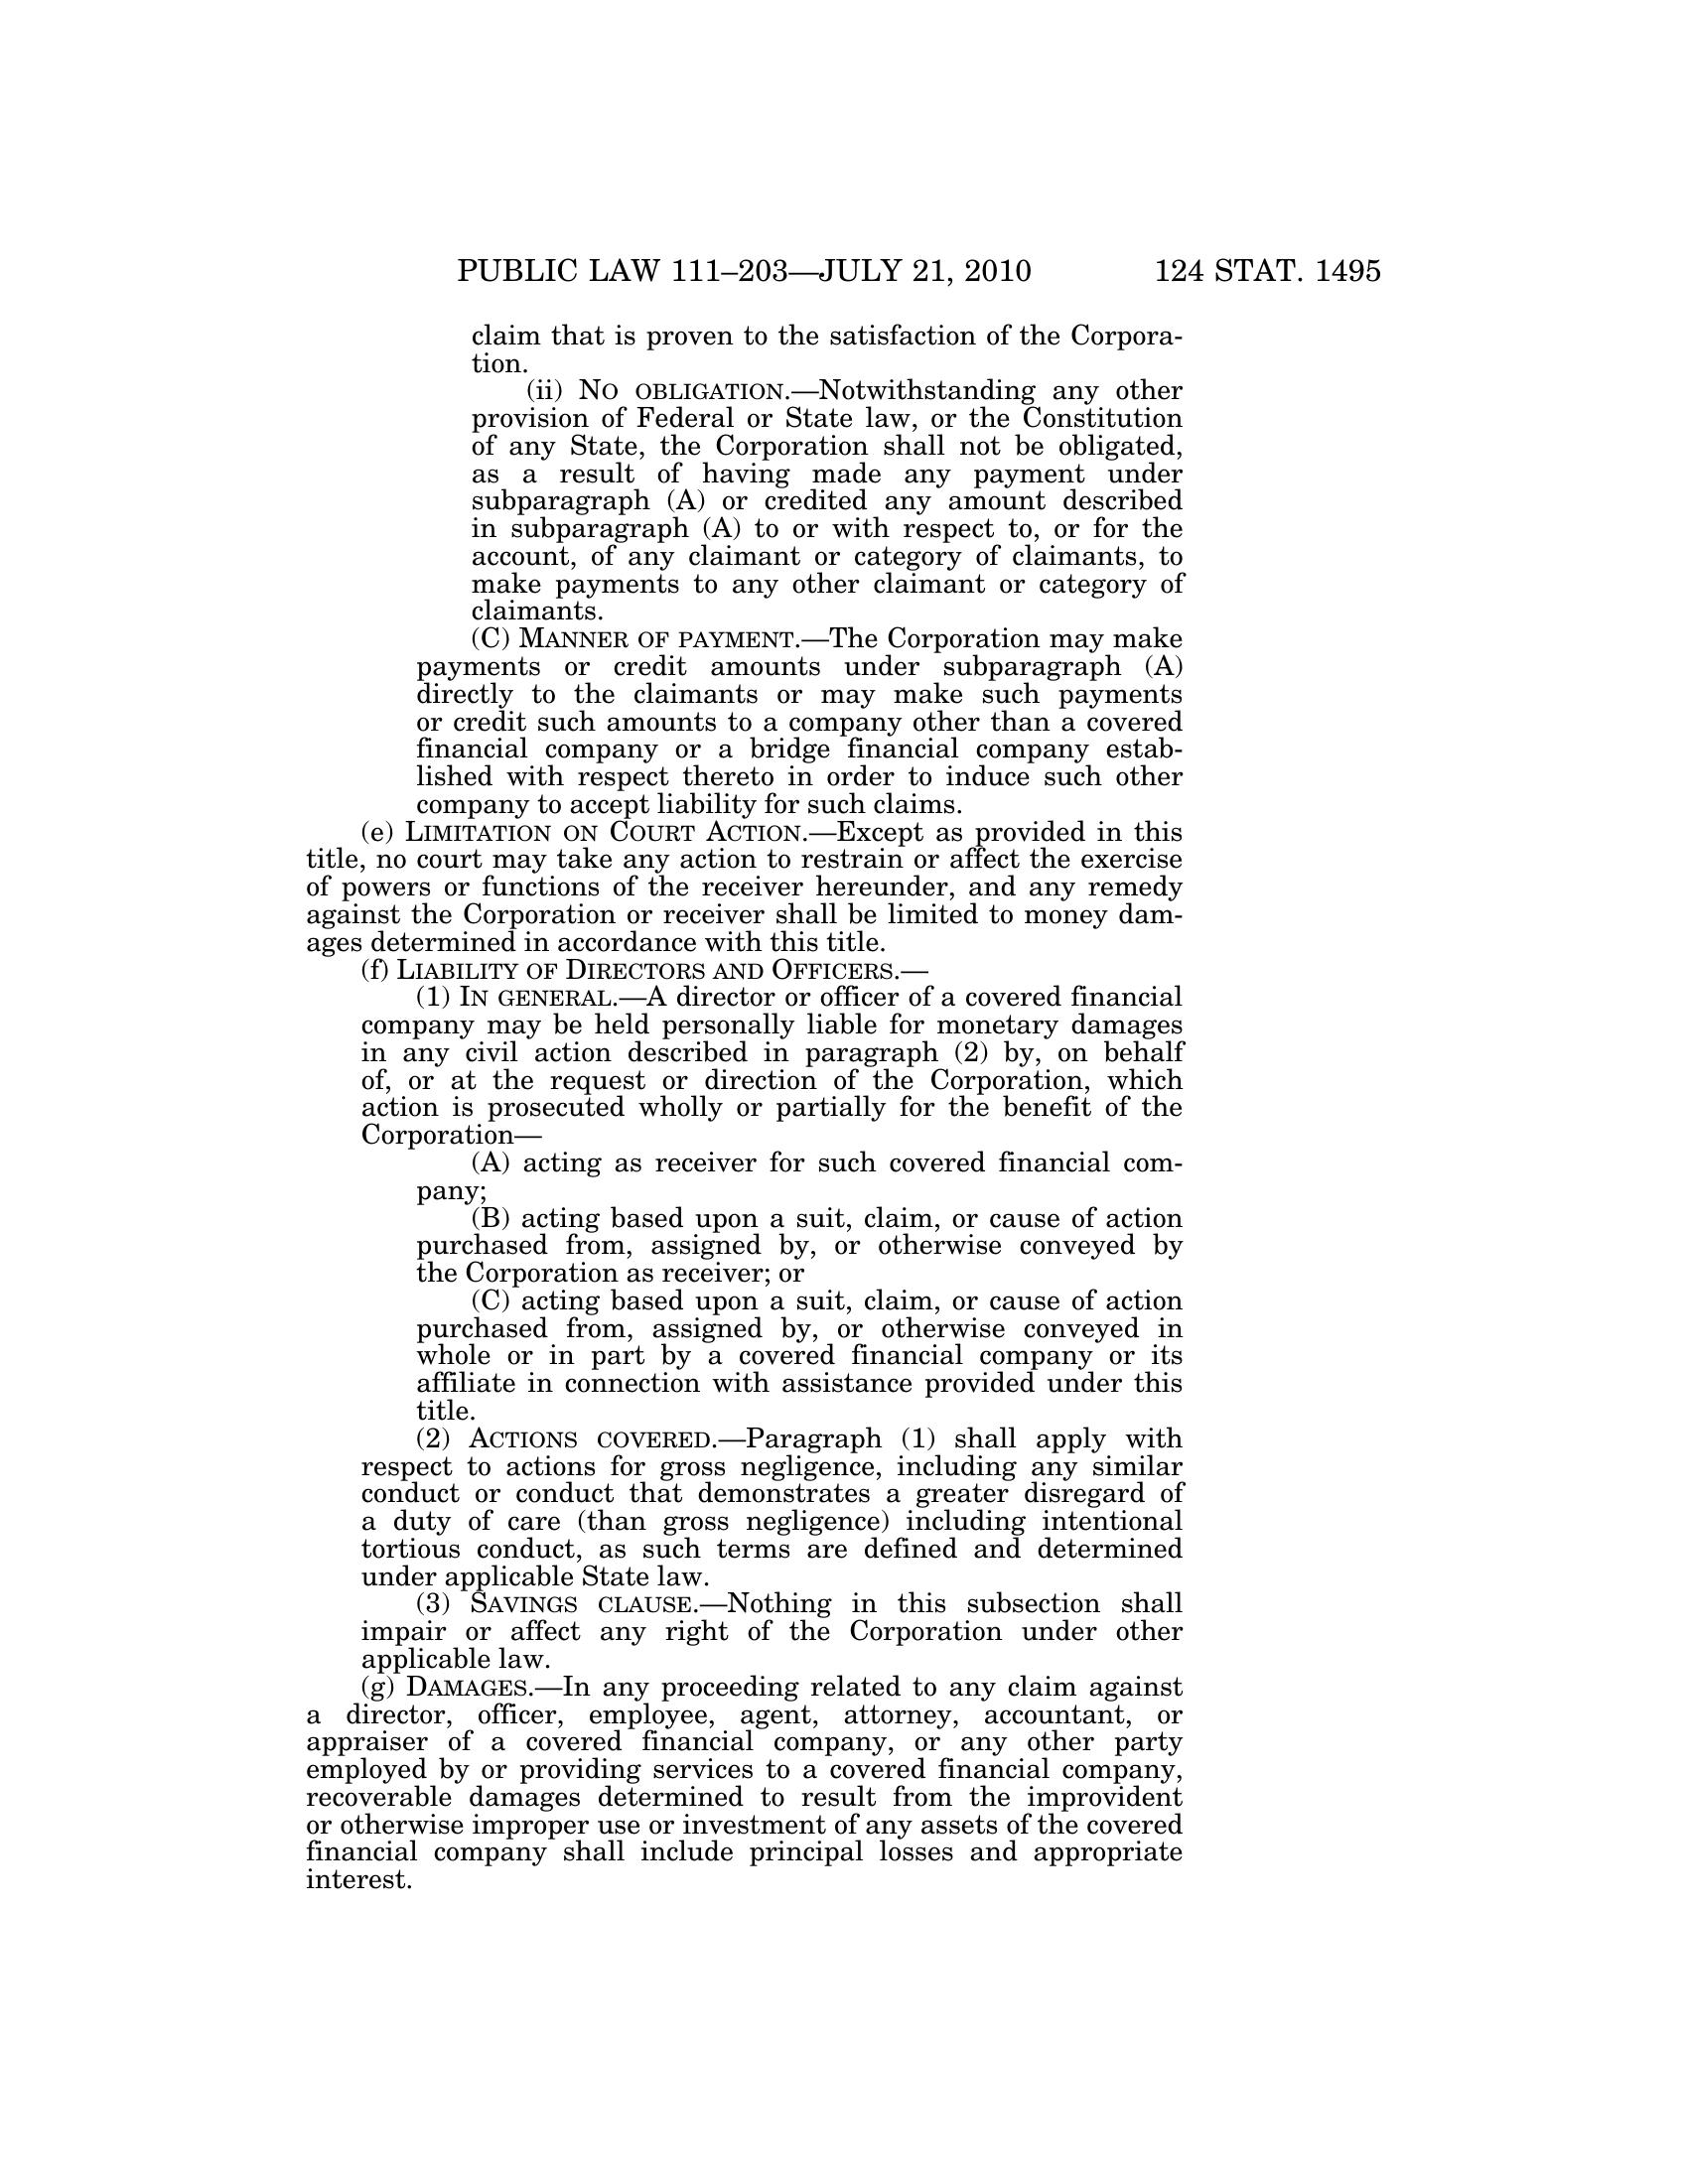 PUBLIC LAW 111–203—JULY 21, 2010 124 STAT. 1495
claim that is proven to the satisfaction of the Corpora-
tion.
(ii) NO OBLIGATION.—Notwithstanding any other
provision of Federal or State law, or the Constitution
of any State, the Corporation shall not be obligated,
as a result of having made any payment under
subparagraph (A) or credited any amount described
in subparagraph (A) to or with respect to, or for the
account, of any claimant or category of claimants, to
make payments to any other claimant or category of
claimants.
(C) MANNER OF PAYMENT.—The Corporation may make
payments or credit amounts under subparagraph (A)
directly to the claimants or may make such payments
or credit such amounts to a company other than a covered
financial company or a bridge financial company estab-
lished with respect thereto in order to induce such other
company to accept liability for such claims.
(e) LIMITATION ON COURT ACTION.—Except as provided in this
title, no court may take any action to restrain or affect the exercise
of powers or functions of the receiver hereunder, and any remedy
against the Corporation or receiver shall be limited to money dam-
ages determined in accordance with this title.
(f) LIABILITY OF DIRECTORS AND OFFICERS.—
(1) IN GENERAL.—A director or officer of a covered financial
company may be held personally liable for monetary damages
in any civil action described in paragraph (2) by, on behalf
of, or at the request or direction of the Corporation, which
action is prosecuted wholly or partially for the benefit of the
Corporation—
(A) acting as receiver for such covered financial com-
pany;
(B) acting based upon a suit, claim, or cause of action
purchased from, assigned by, or otherwise conveyed by
the Corporation as receiver; or
(C) acting based upon a suit, claim, or cause of action
purchased from, assigned by, or otherwise conveyed in
whole or in part by a covered financial company or its
affiliate in connection with assistance provided under this
title.
(2) ACTIONS COVERED.—Paragraph (1) shall apply with
respect to actions for gross negligence, including any similar
conduct or conduct that demonstrates a greater disregard of
a duty of care (than gross negligence) including intentional
tortious conduct, as such terms are defined and determined
under applicable State law.
(3) SAVINGS CLAUSE.—Nothing in this subsection shall
impair or affect any right of the Corporation under other
applicable law.
(g) DAMAGES.—In any proceeding related to any claim against
a director, officer, employee, agent, attorney, accountant, or
appraiser of a covered financial company, or any other party
employed by or providing services to a covered financial company,
recoverable damages determined to result from the improvident
or otherwise improper use or investment of any assets of the covered
financial company shall include principal losses and appropriate
interest.